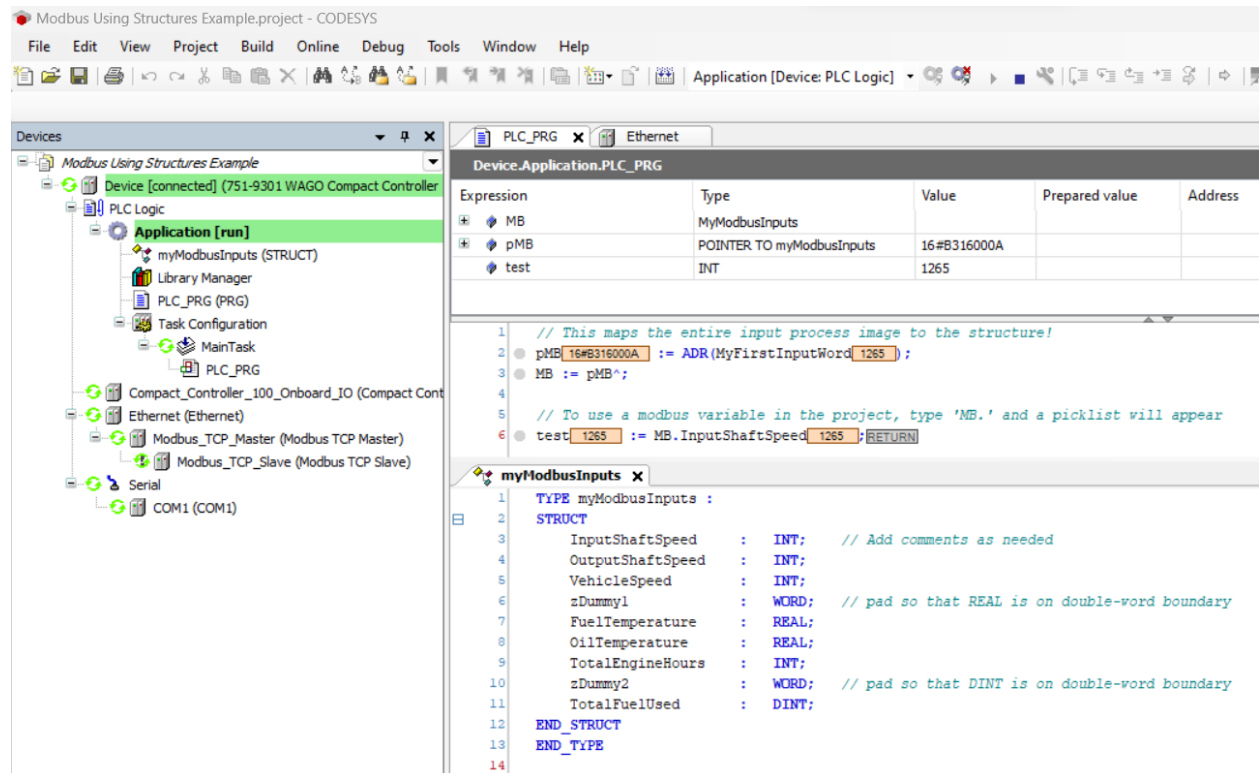 Modbus Using Structures Example.project - CODESYS
File Edit View Project Build Online Debug Tools Window Help
Application [Device: PLC Logic]
Devices
Modbus Using Structures Example
Device [connected] (751-9301 WAGO Compact Controller
PLC Logic
Application [run]
myModbusInputs (STRUCT)
Library Manager
PLC_PRG (PRG)
Task Configuration
MainTask
PLC_PRG
Compact_Controller_100_Onboard_IO (Compact Cont
Ethernet (Ethernet)
Modbus_TCP_Master (Modbus TCP Master)
Modbus_TCP_Slave (Modbus TCP Slave)
Serial
COM1 (COM1)
PLC_PRG Ethernet
Device.Application.PLC_PRG
Expression Type Value Prepared value Address
MB MyModbusInputs
pMB POINTER TO myModbusInputs 16#B316000A
test INT 1265
1 // This maps the entire input process image to the structure!
2 pMB 16#B316000A := ADR(MyFirstInputWord 1265 );
3 MB := pMB^;
4
5 // To use a modbus variable in the project, type 'MB.' and a picklist will appear
6 test 1265 := MB.InputShaftSpeed 1265 ; RETURN
myModbusInputs
1 TYPE myModbusInputs :
2 STRUCT
3 InputShaftSpeed : INT; // Add comments as needed
4 OutputShaftSpeed : INT;
5 VehicleSpeed : INT;
6 zDummy1 : WORD; // pad so that REAL is on double-word boundary
7 FuelTemperature : REAL;
8 OilTemperature : REAL;
9 TotalEngineHours : INT;
10 zDummy2 : WORD; // pad so that DINT is on double-word boundary
11 TotalFuelUsed : DINT;
12 END_STRUCT
13 END_TYPE
14